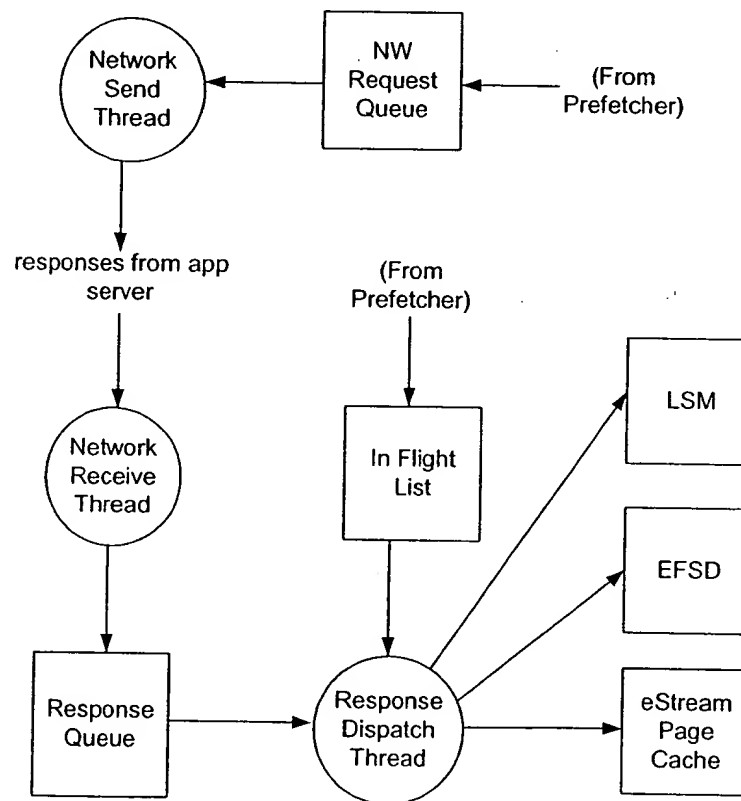 Network
Send
Thread
NW
Request
Queue
(From
Prefetcher)
responses from app
server
(From
Prefetcher)
LSM
Network
Receive
Thread
In Flight
List
EFSD
Response
Queue
Response
Dispatch
Thread
eStream
Page
Cache